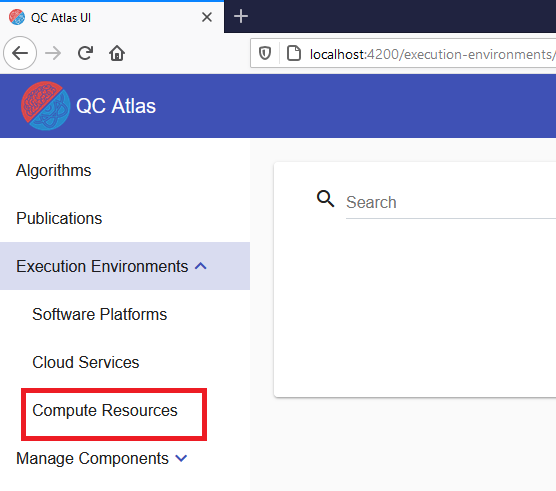 QC Atlas UI
localhost:4200/execution-environments/
QC Atlas
Algorithms
Publications
Execution Environments
Software Platforms
Cloud Services
Compute Resources
Manage Components
Search